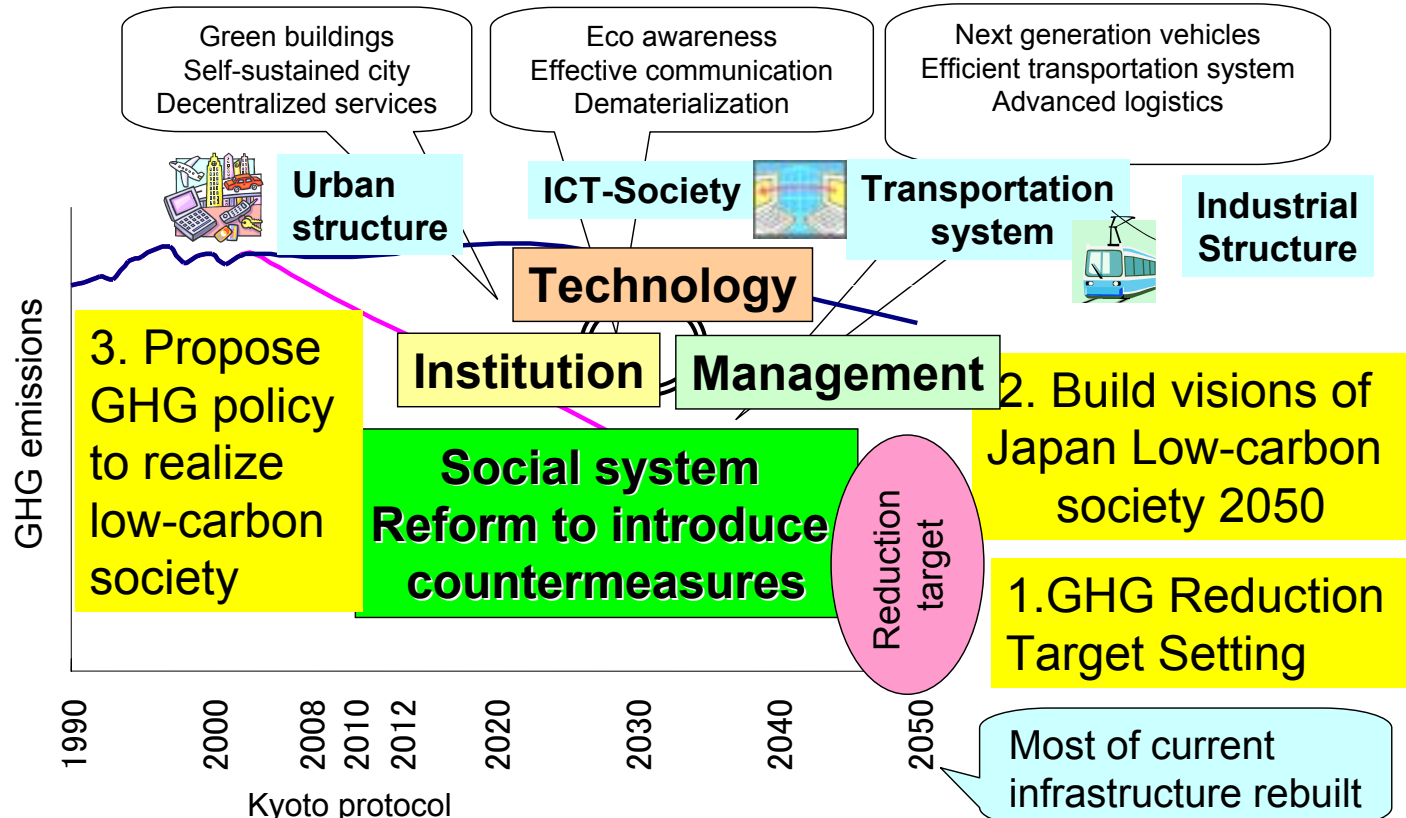 Green buildings
Self-sustained city
Decentralized services
Eco awareness
Effective communication
Dematerialization
Next generation vehicles
Efficient transportation system
Advanced logistics
Urban
structure
ICT-Society
Transportation
system
Industrial
Structure
Technology
Institution
Management
GHG emissions
3. Propose
GHG policy
to realize
low-carbon
society
Social system
Reform to introduce
countermeasures
Reduction
target
2. Build visions of
Japan Low-carbon
society 2050
1.GHG Reduction
Target Setting
1990
2000
2008
2010
2012
2020
2030
2040
2050
Kyoto protocol
Most of current
infrastructure rebuilt